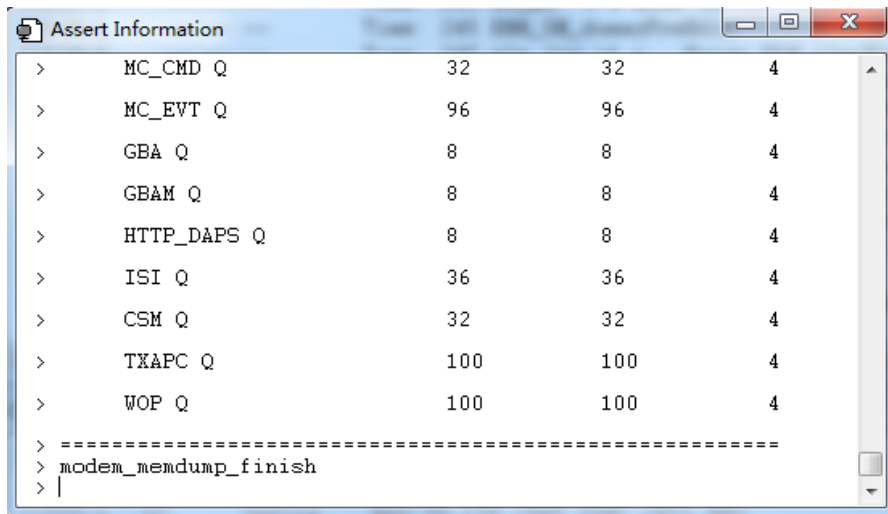 Assert Information
> MC_CMD Q 32 32 4
> MC_EVT Q 96 96 4
> GBA Q 8 8 4
> GBAM Q 8 8 4
> HTTP_DAPS Q 8 8 4
> ISI Q 36 36 4
> CSM Q 32 32 4
> TXAPC Q 100 100 4
> WOP Q 100 100 4
> =======================================================
> modem_memdump_finish
>